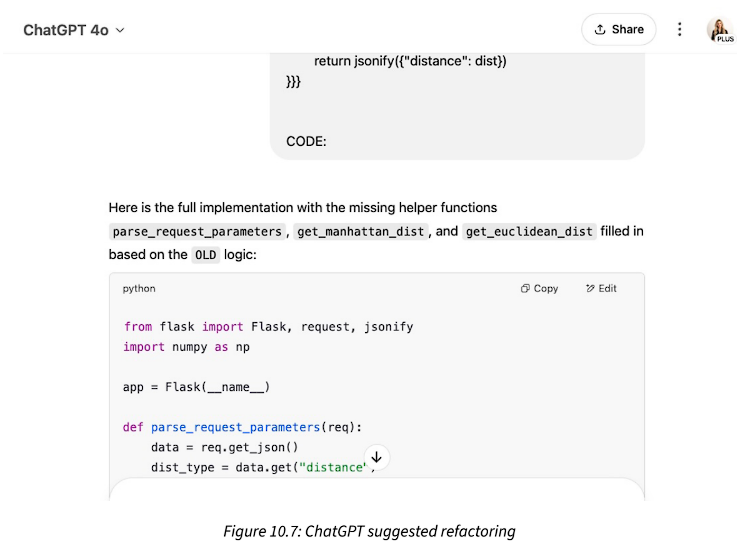 ChatGPT 4o
Share
PLUS
return jsonify({"distance": dist})
}}}
CODE:
Here is the full implementation with the missing helper functions
parse_request_parameters, get_manhattan_dist, and get_euclidean_dist filled in
based on the OLD logic:
python
Copy
Edit
from flask import Flask, request, jsonify
import numpy as np
app = Flask(__name__)
def parse_request_parameters(req):
data = req.get_json()
dist_type = data.get("distance",
Figure 10.7: ChatGPT suggested refactoring